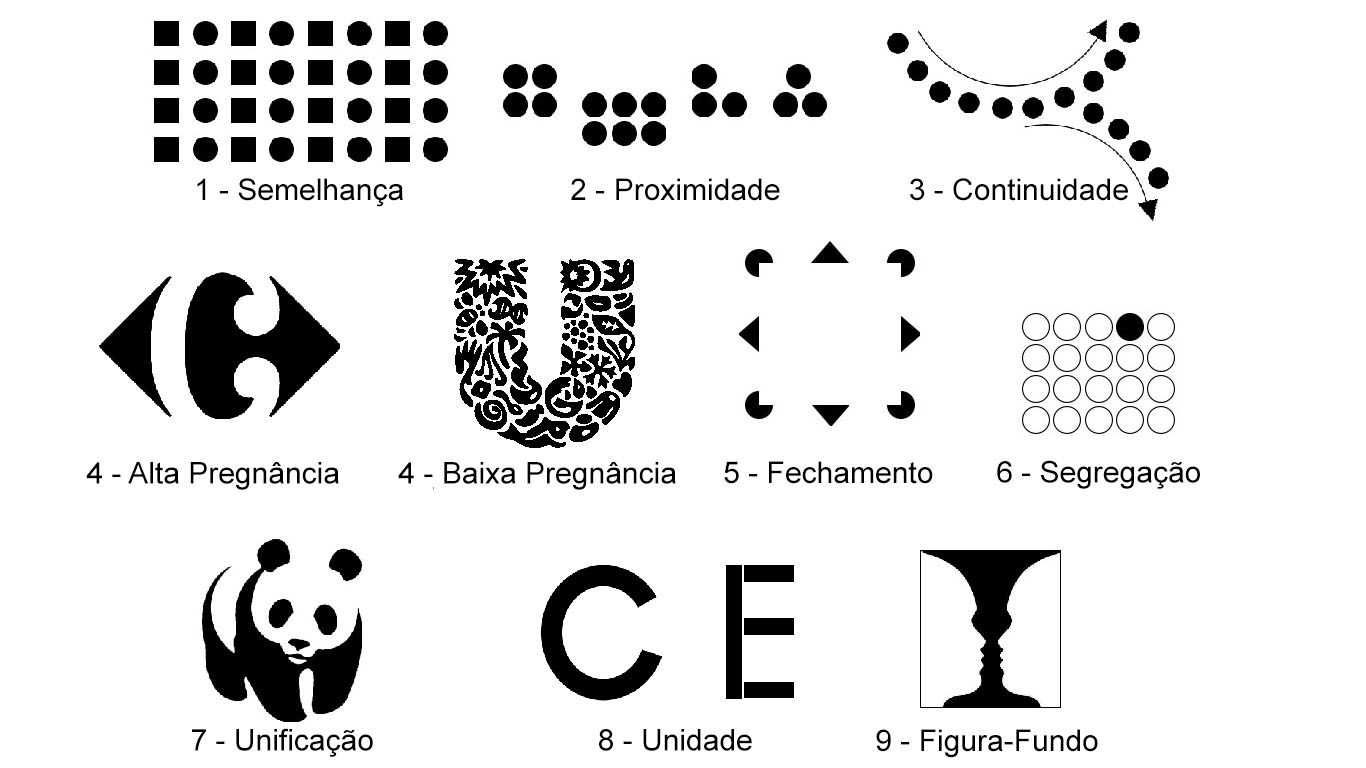 1 - Semelhança
2 - Proximidade
3 - Continuidade
4 - Alta Pregnância
4 - Baixa Pregnância
5 - Fechamento
6 - Segregação
C E
7 - Unificação
8 - Unidade
9 - Figura-Fundo